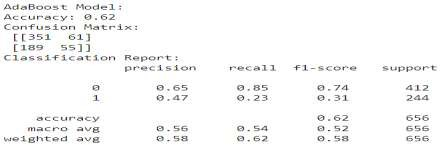 AdaBoost Model:
Accuracy: 0.62
Confusion Matrix:
[[351 61]
[189 55]]
Classification Report:
precision recall f1-score support
0 0.65 0.85 0.74 412
1 0.47 0.23 0.31 244
accuracy 0.62 656
macro avg 0.56 0.54 0.52 656
weighted avg 0.58 0.62 0.58 656